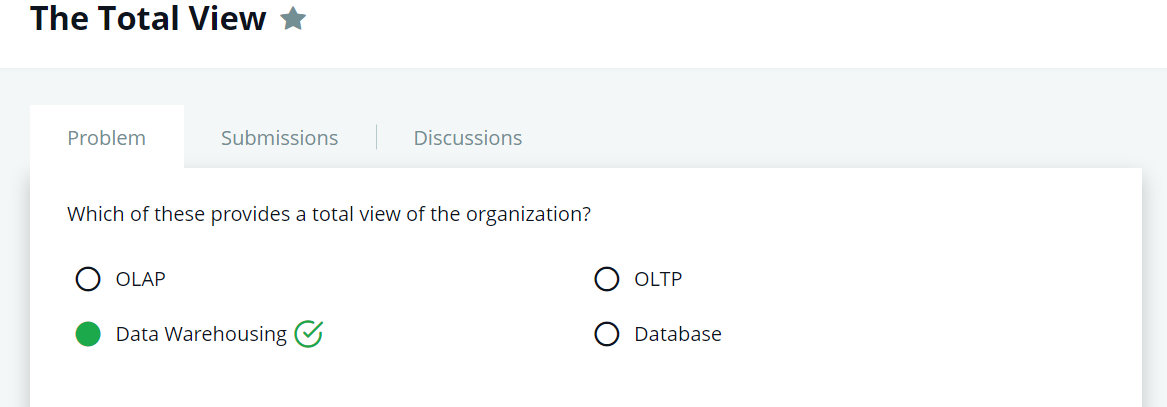 The Total View
Problem
Submissions
Discussions
Which of these provides a total view of the organization?
OLAP
OLTP
Data Warehousing
Database